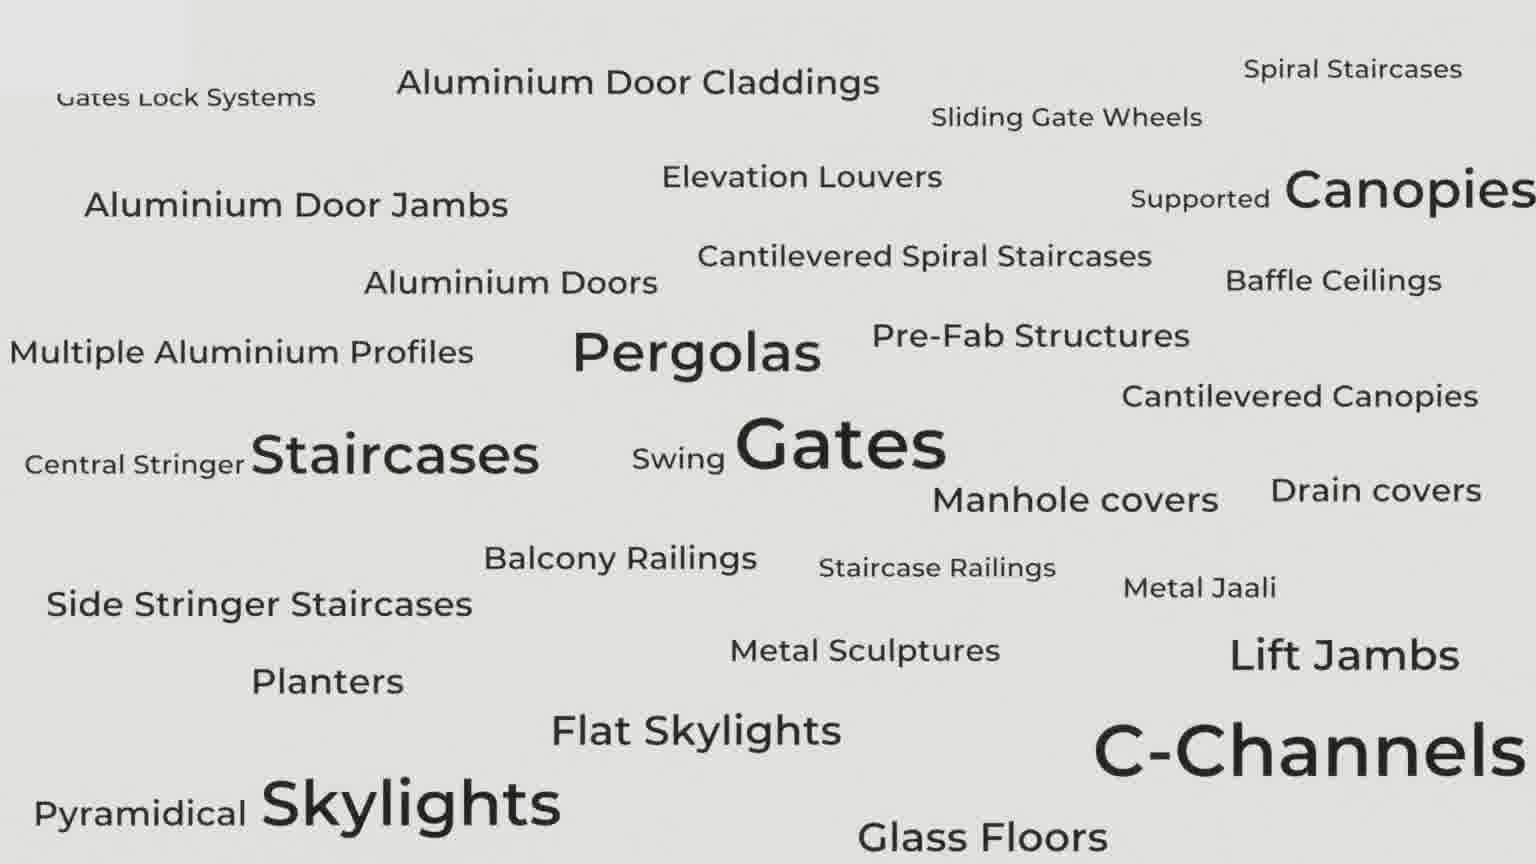 Spiral Staircases
Aluminium Door Claddings
Gates Lock Systems
Sliding Gate Wheels
Elevation Louvers
Supported Canopies
Aluminium Door Jambs
Cantilevered Spiral Staircases
Aluminium Doors
Baffle Ceilings
Pre-Fab Structures
Multiple Aluminium Profiles
Pergolas
Cantilevered Canopies
Central Stringer Staircases
Swing Gates
Manhole covers
Drain covers
Balcony Railings
Staircase Railings
Metal Jaali
Side Stringer Staircases
Metal Sculptures
Lift Jambs
Planters
Flat Skylights
C-Channels
Pyramidical Skylights
Glass Floors